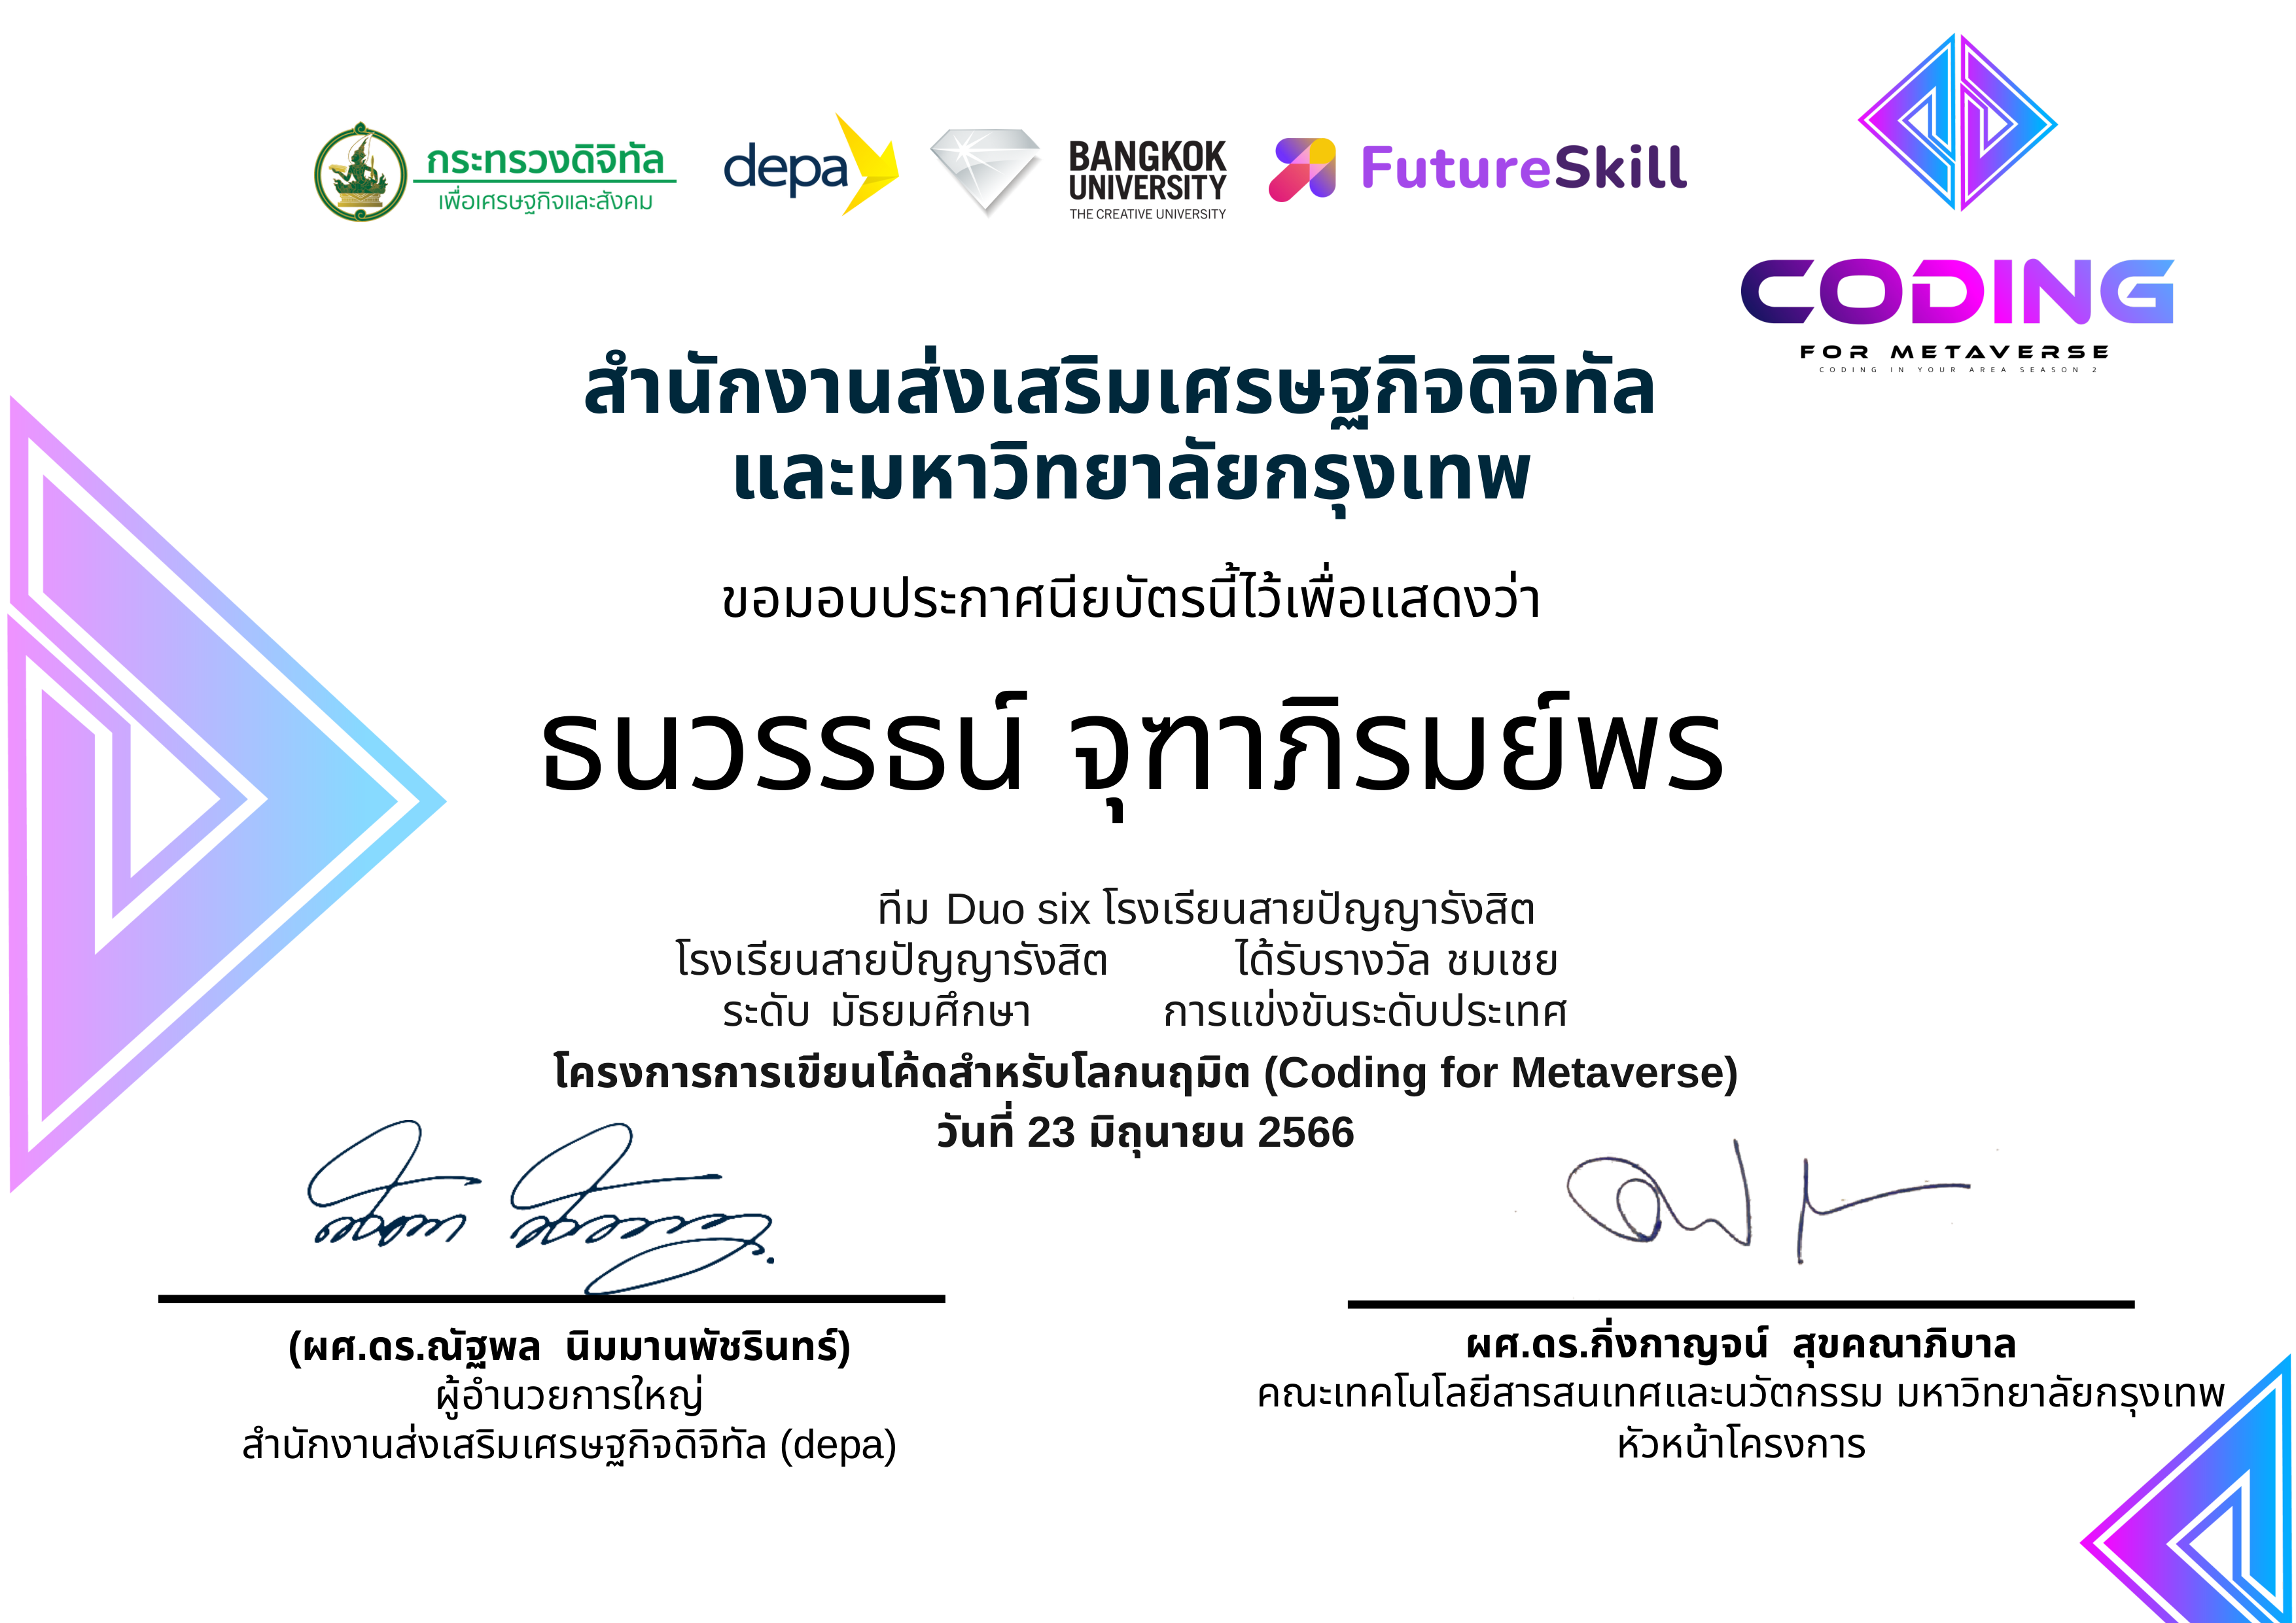 กระทรวงดิจิทัล
เพื่อเศรษฐกิจและสังคม
depa
BANGKOK
UNIVERSITY
THE CREATIVE UNIVERSITY
FutureSkill
CODING
FOR METAVERSE
CODING IN YOUR AREA SEASON 2
สำนักงานส่งเสริมเศรษฐกิจดิจิทัล
และมหาวิทยาลัยกรุงเทพ
ขอมอบประกาศนียบัตรนี้ไว้เพื่อแสดงว่า
ธนวรรธน์ จุฑาภิรมย์พร
ทีม Duo six โรงเรียนสายปัญญารังสิต
โรงเรียนสายปัญญารังสิต ได้รับรางวัล ชมเชย
ระดับ มัธยมศึกษา การแข่งขันระดับประเทศ
โครงการการเขียนโค้ดสำหรับโลกนฤมิต (Coding for Metaverse)
วันที่ 23 มิถุนายน 2566
(ผศ.ดร.ณัฐพล นิมมานพัชรินทร์)
ผู้อำนวยการใหญ่
สำนักงานส่งเสริมเศรษฐกิจดิจิทัล (depa)
ผศ.ดร.กิ่งกาญจน์ สุขคณาภิบาล
คณะเทคโนโลยีสารสนเทศและนวัตกรรม มหาวิทยาลัยกรุงเทพ
หัวหน้าโครงการ